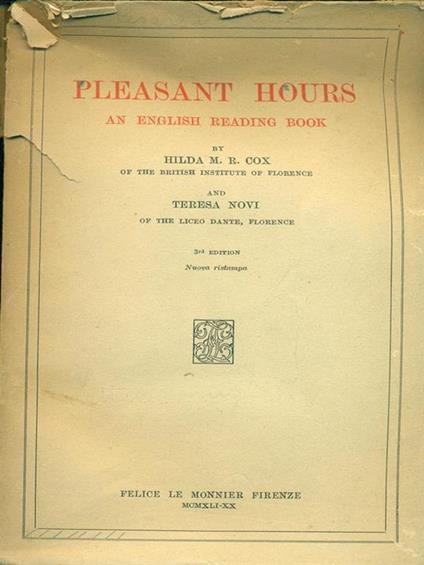 PLEASANT HOURS
AN ENGLISH READING BOOK
BY
HILDA M. R. COX
OF THE BRITISH INSTITUTE OF FLORENCE
AND
TERESA NOVI
OF THE LICEO DANTE, FLORENCE
3rd EDITION
Nuova ristampa
FELICE LE MONNIER FIRENZE
MCMXLI-XX